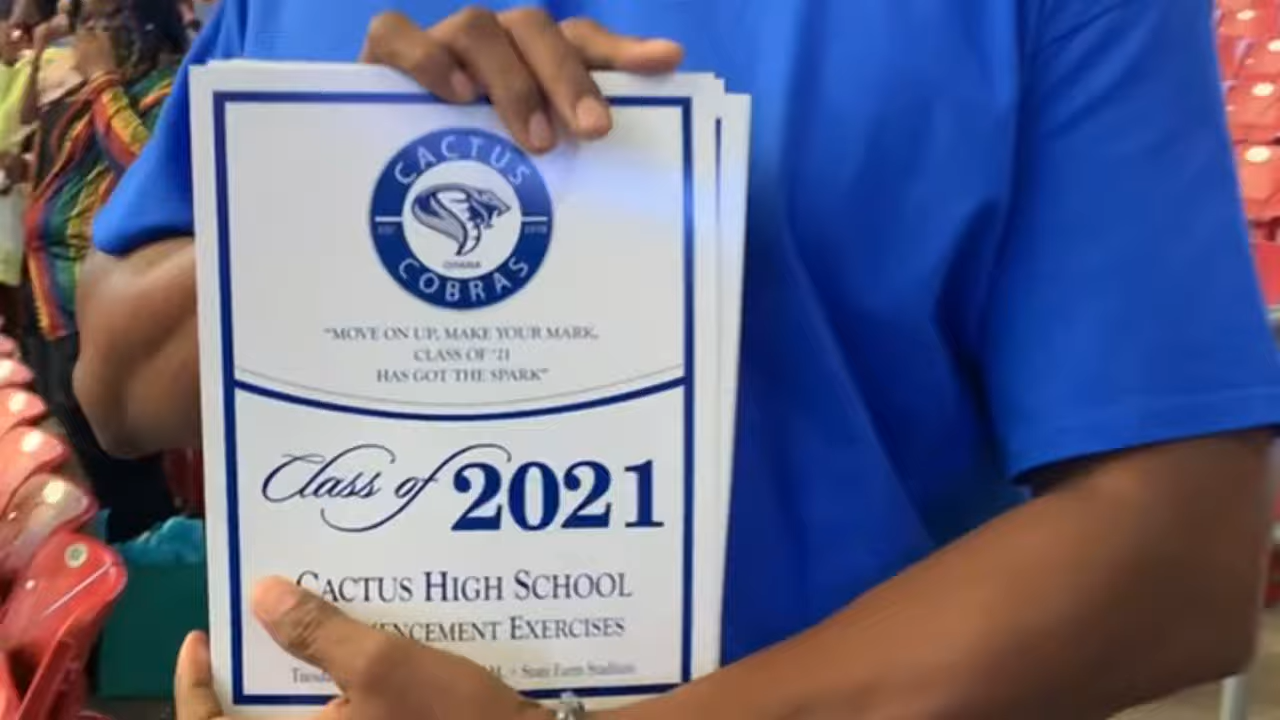 CACTUS
COBRAS
"MOVE ON UP, MAKE YOUR MARK,
CLASS OF '21
HAS GOT THE SPARK"
Class of 2021
CACTUS HIGH SCHOOL
ENCEMENT EXERCISES
State Farm Stadium